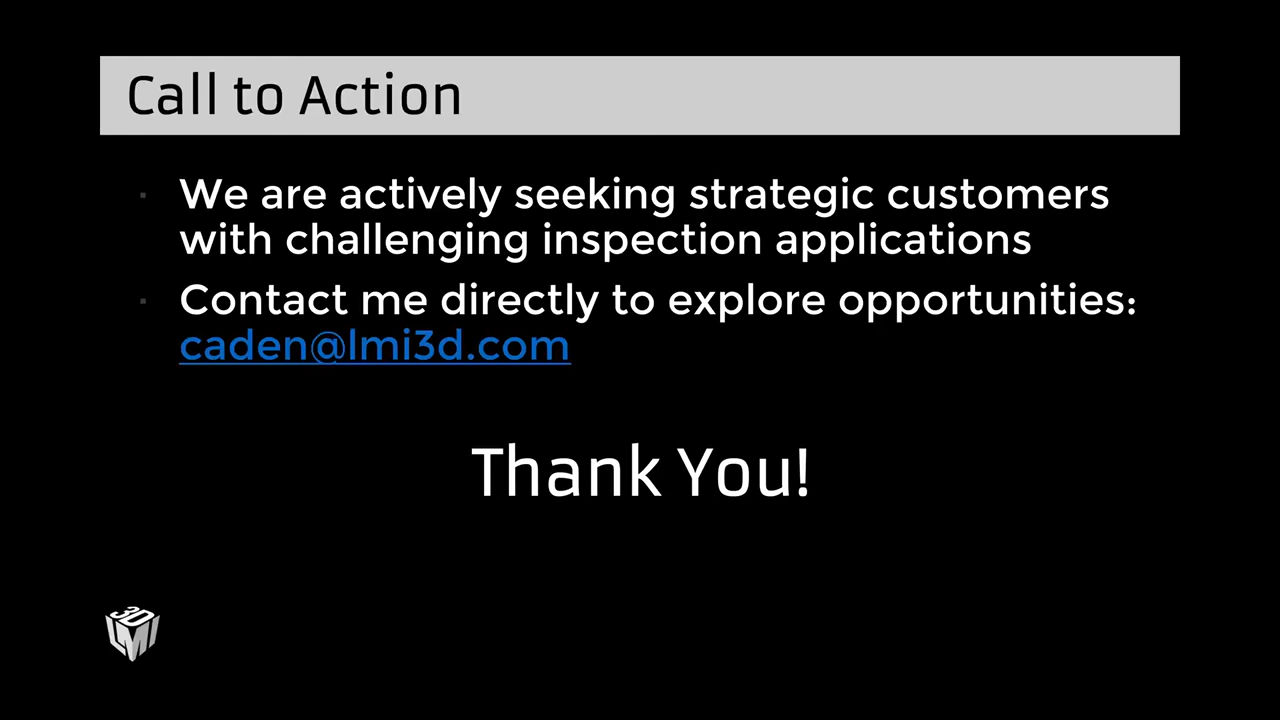 Call to Action
We are actively seeking strategic customers
with challenging inspection applications
Contact me directly to explore opportunities:
caden@lmi3d.com
Thank You!
3D
LMI